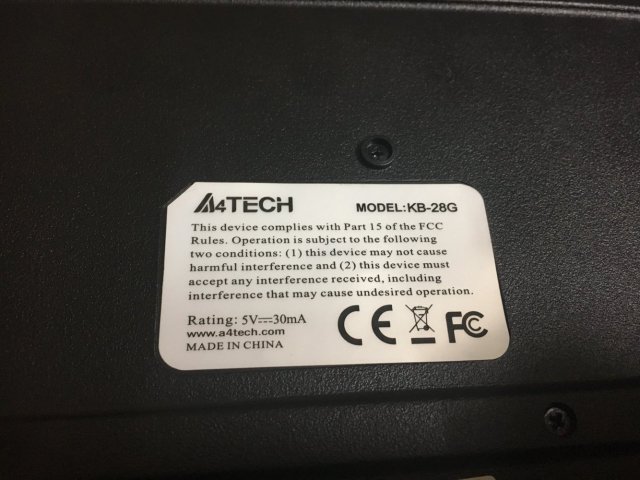 A4TECH MODEL:KB-28G
This device complies with Part 15 of the FCC
Rules. Operation is subject to the following
two conditions: (1) this device may not cause
harmful interference and (2) this device must
accept any interference received, including
interference that may cause undesired operation.
Rating: 5V⎓30mA
www.a4tech.com
MADE IN CHINA
CE FC